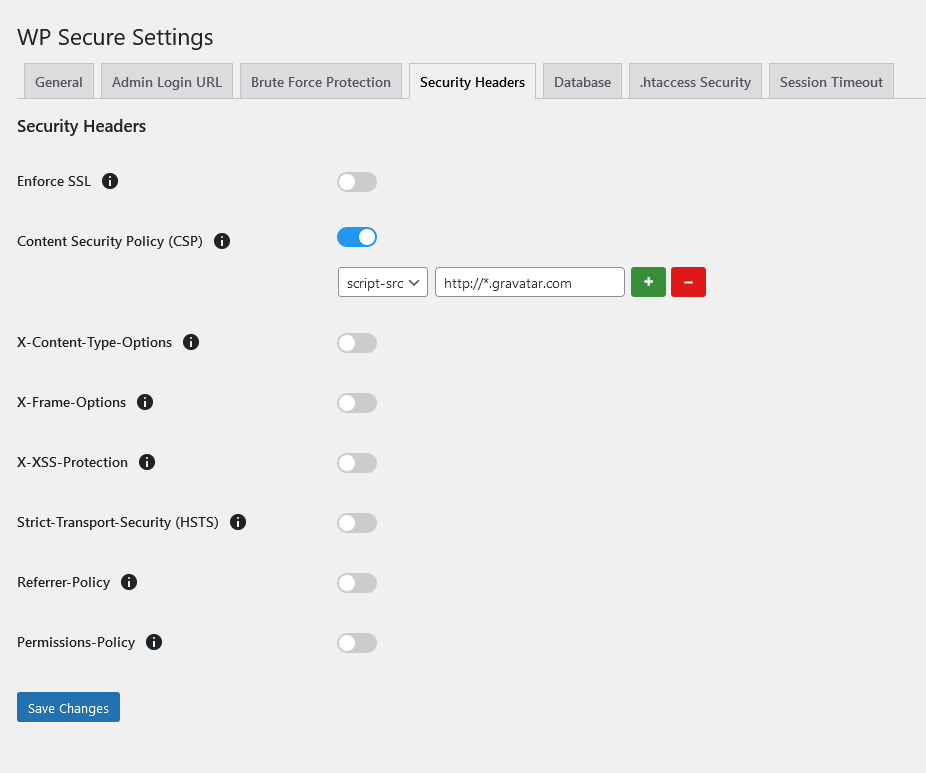 WP Secure Settings
General Admin Login URL Brute Force Protection Security Headers Database .htaccess Security Session Timeout
Security Headers
Enforce SSL
Content Security Policy (CSP)
script-src http://*.gravatar.com + −
X-Content-Type-Options
X-Frame-Options
X-XSS-Protection
Strict-Transport-Security (HSTS)
Referrer-Policy
Permissions-Policy
Save Changes